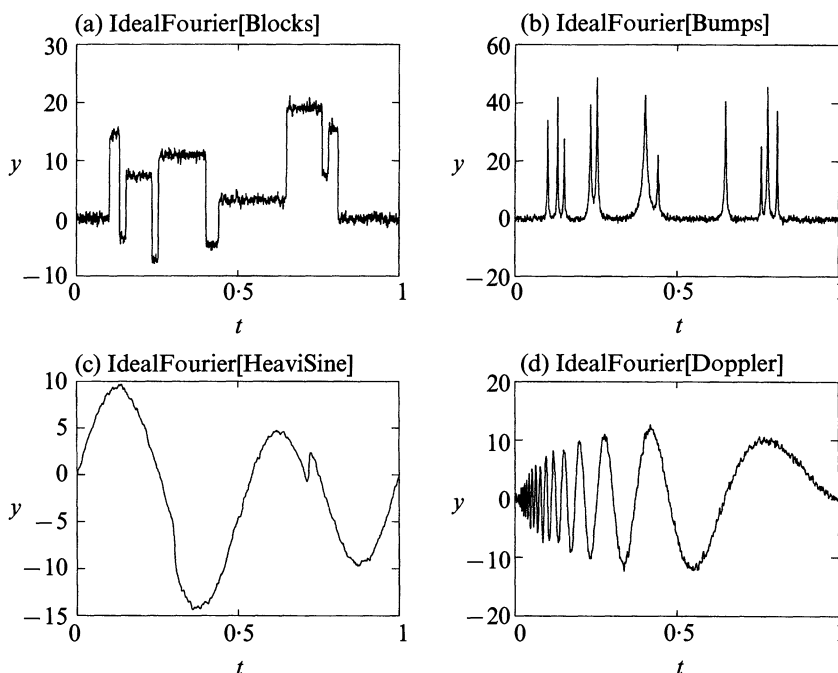 (a) IdealFourier[Blocks]
30
20
10
0
−10
y
0
0·5
1
t
(b) IdealFourier[Bumps]
60
40
20
0
−20
y
0
0·5
t
(c) IdealFourier[HeaviSine]
10
5
0
−5
−10
−15
y
0
0·5
1
t
(d) IdealFourier[Doppler]
20
10
0
−10
−20
y
0
0·5
t